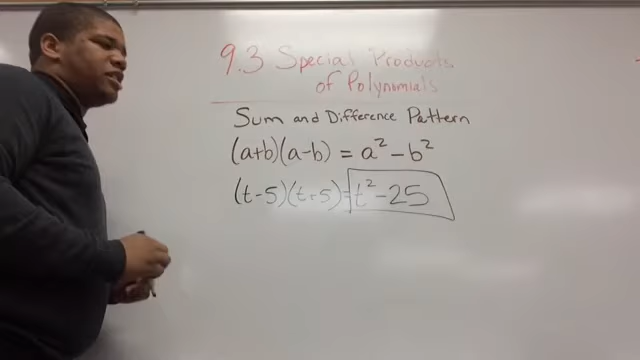 9.3 Special Products
of Polynomials
Sum and Difference Pattern
(a+b)(a-b) = a² - b²
(t-5)(t+5)=t² - 25